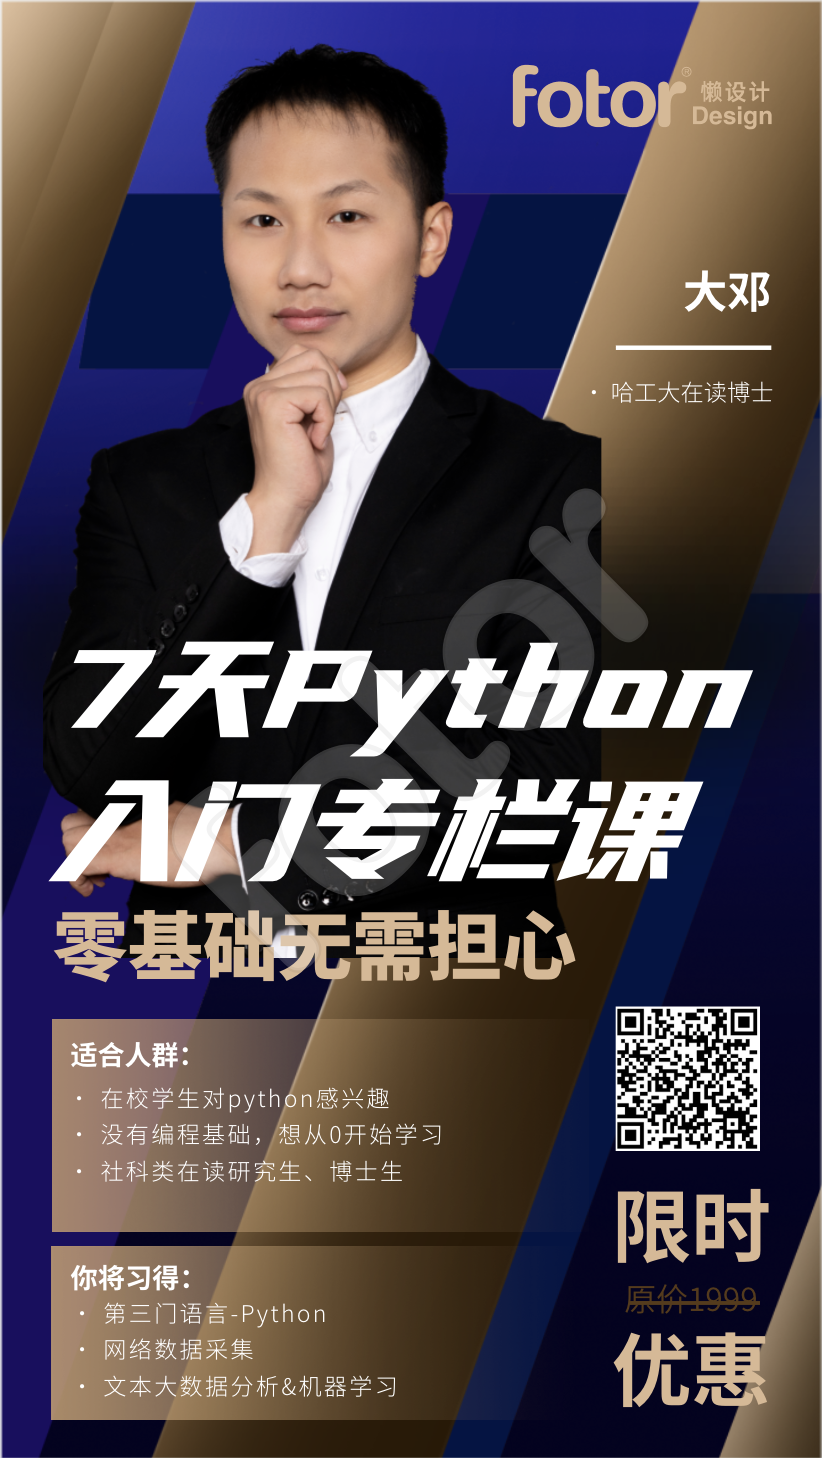 fotor® 懒设计
Design
大邓
· 哈工大在读博士
fotor
7天Python
入门专栏课
零基础无需担心
适合人群：
· 在校学生对python感兴趣
· 没有编程基础，想从0开始学习
· 社科类在读研究生、博士生
你将习得：
· 第三门语言-Python
· 网络数据采集
· 文本大数据分析&机器学习
限时
原价1999
优惠